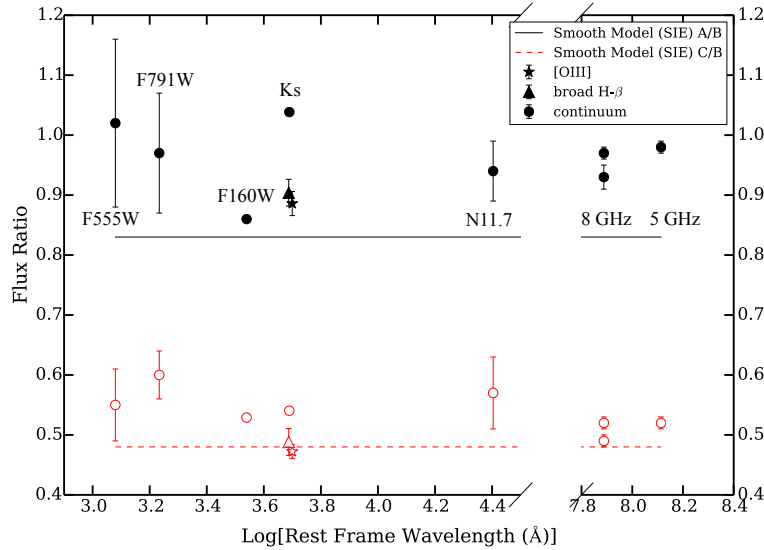 1.2
1.1
1.0
0.9
0.8
0.7
0.6
0.5
0.4
Flux Ratio
3.0 3.2 3.4 3.6 3.8 4.0 4.2 4.4
7.8 8.0 8.2 8.4
Log[Rest Frame Wavelength (Å)]
1.2
1.1
1.0
0.9
0.8
0.7
0.6
0.5
0.4
Smooth Model (SIE) A/B
Smooth Model (SIE) C/B
[OIII]
broad H-β
continuum
F555W
F791W
F160W
Ks
N11.7
8 GHz
5 GHz